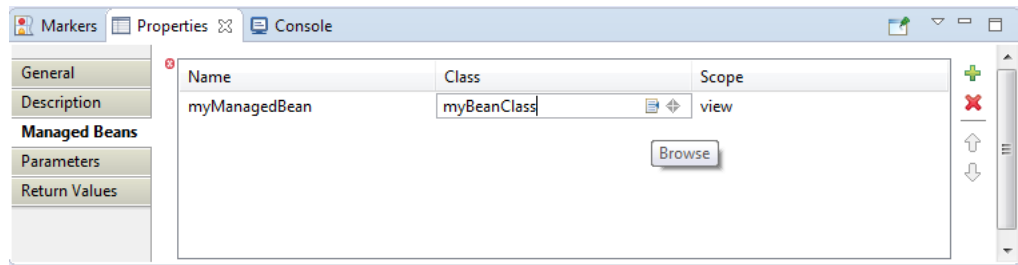 Markers Properties Console
General
Description
Managed Beans
Parameters
Return Values
Name Class Scope
myManagedBean myBeanClass view
Browse